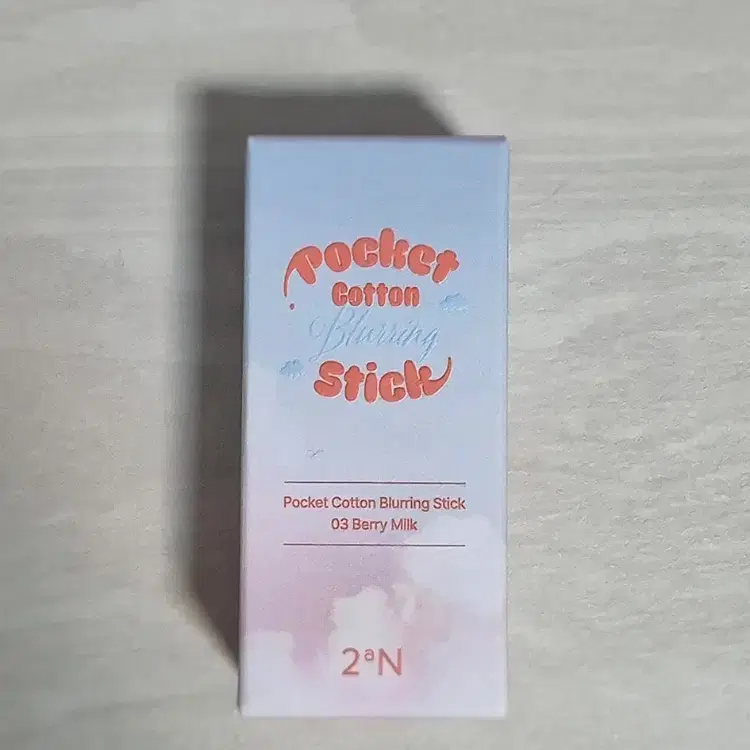 Pocket
Cotton
Blurring
Stick
Pocket Cotton Blurring Stick
03 Berry Milk
2aN